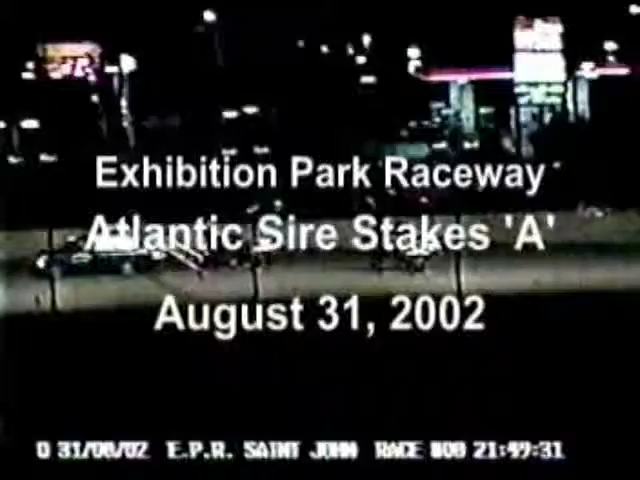 Exhibition Park Raceway
Atlantic Sire Stakes 'A'
August 31, 2002
0 31/08/02 E.P.R. SAINT JOHN RACE 21:49:31